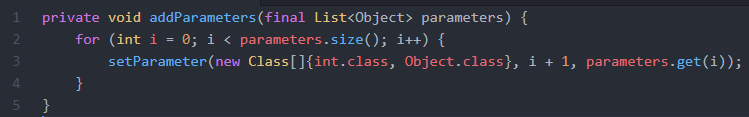 1 private void addParameters(final List<Object> parameters) {
2     for (int i = 0; i < parameters.size(); i++) {
3         setParameter(new Class[]{int.class, Object.class}, i + 1, parameters.get(i));
4     }
5 }